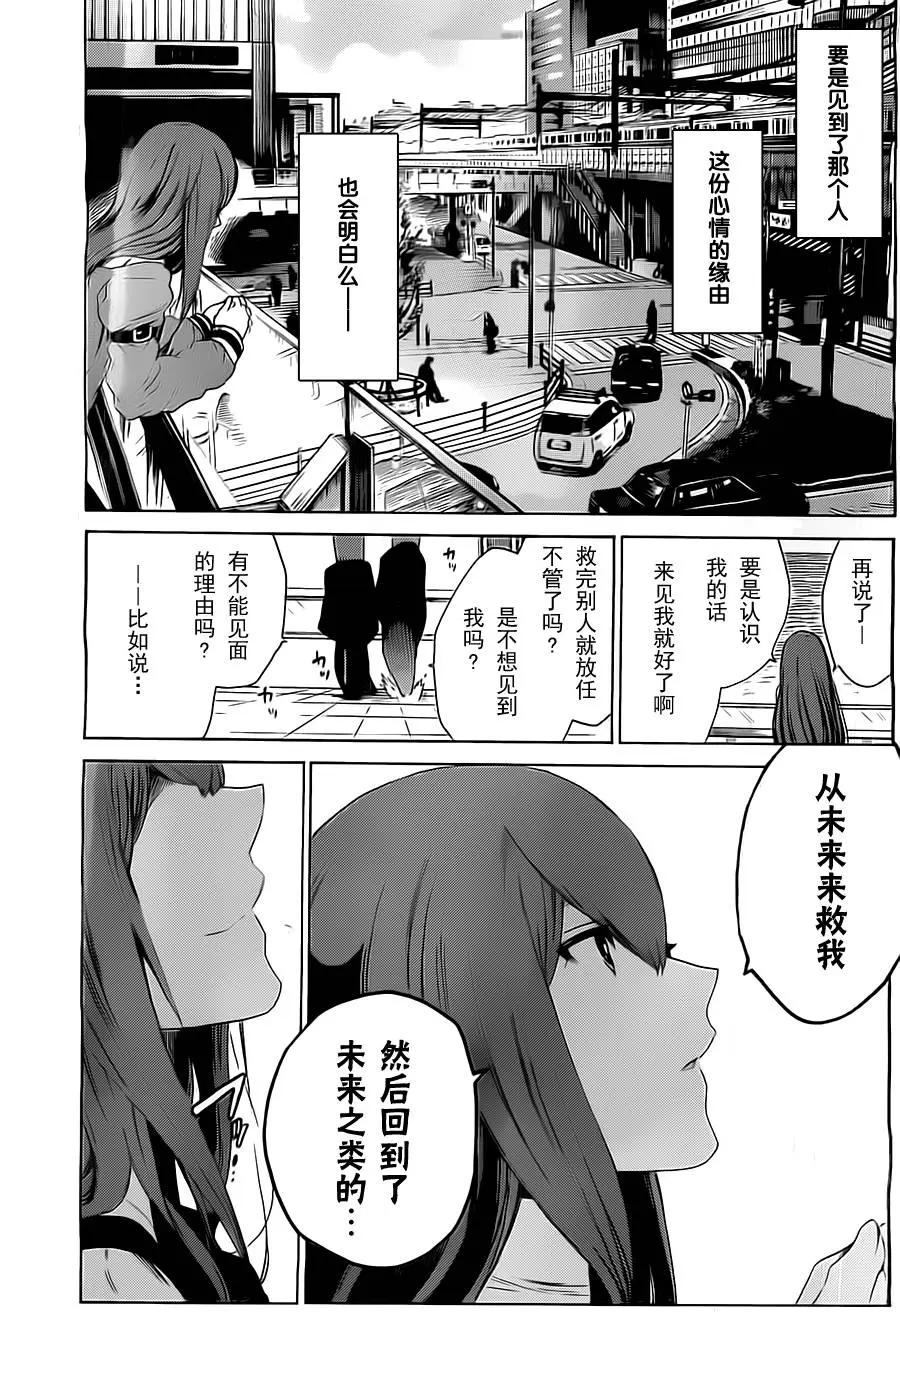 要是见到了那个人
这份心情的缘由
也会明白么——
再说了—
要是认识
我的话
来见我就好了啊
救完别人就放任
不管了吗？
是不想见到
我吗？
有不能见面
的理由吗？
——比如说…
カッ
カッ
从未来救我
然后回到了
未来之类的…